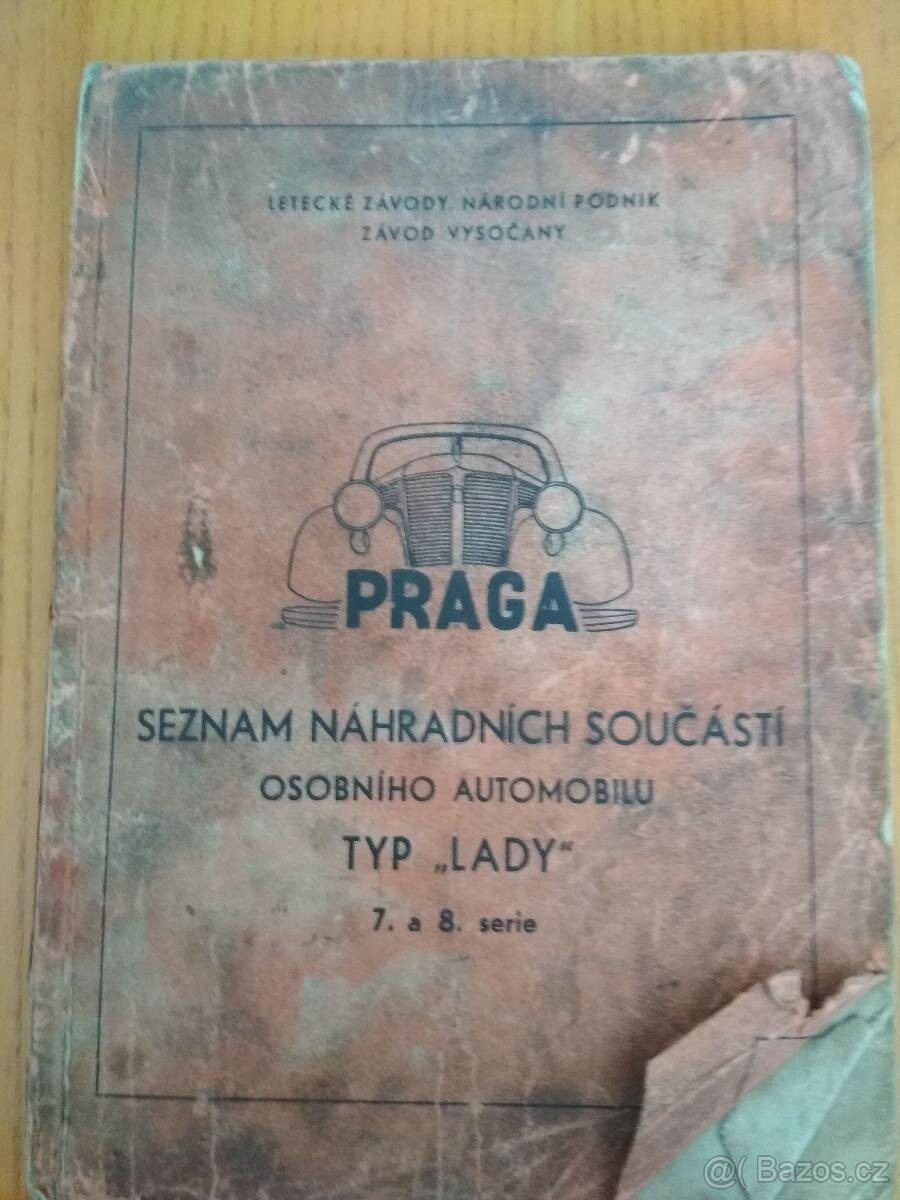 LETECKÉ ZÁVODY, NÁRODNÍ PODNIK
ZÁVOD VYSOČANY
PRAGA
SEZNAM NÁHRADNÍCH SOUČÁSTÍ
OSOBNÍHO AUTOMOBILU
TYP „LADY“
7. a 8. serie
@( Bazos.cz